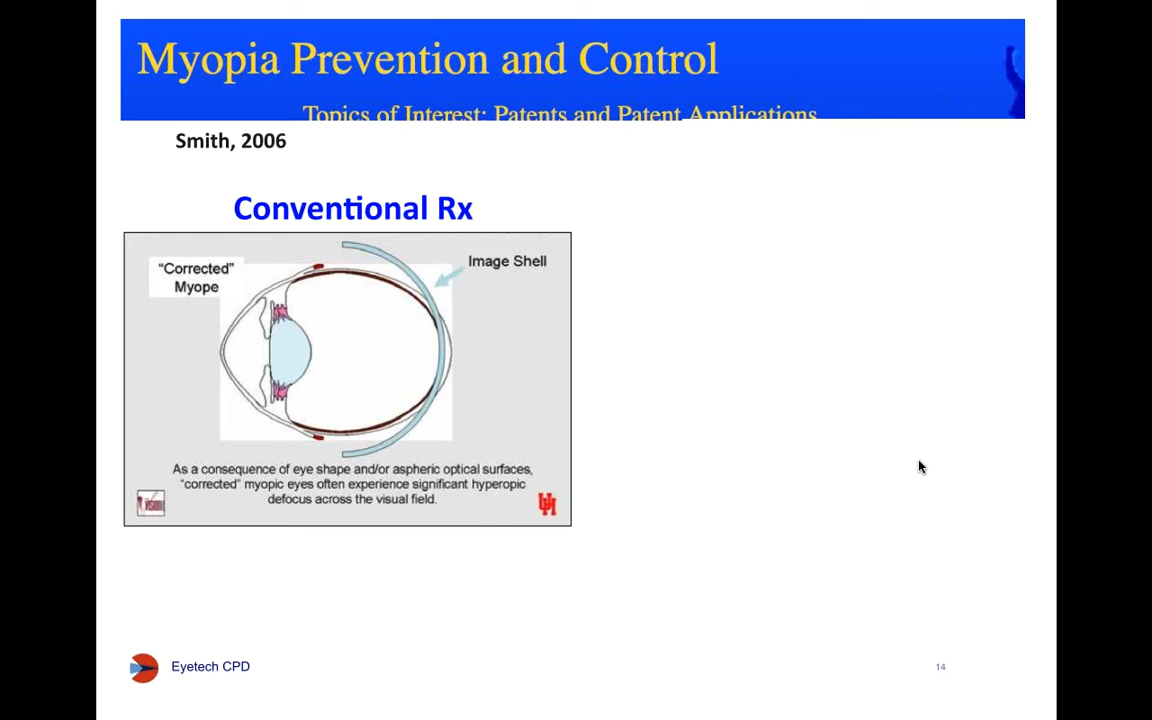 Myopia Prevention and Control
Topics of Interest: Patents and Patent Applications
Smith, 2006
Conventional Rx
"Corrected"
Myope
Image Shell
As a consequence of eye shape and/or aspheric optical surfaces,
"corrected" myopic eyes often experience significant hyperopic
defocus across the visual field.
VISION
UH
Eyetech CPD
14